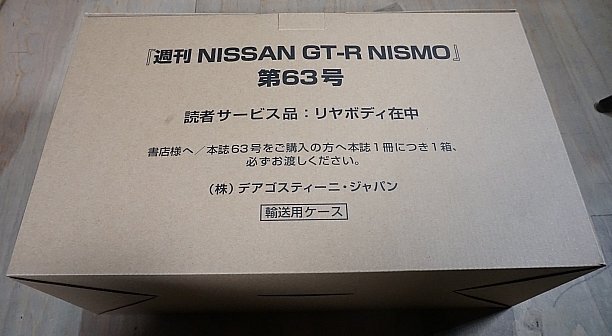 『週刊 NISSAN GT-R NISMO』
第63号
読者サービス品：リヤボディ在中
書店様へ／本誌63号をご購入の方へ本誌1冊につき1箱、
必ずお渡しください。
（株）デアゴスティーニ・ジャパン
輸送用ケース